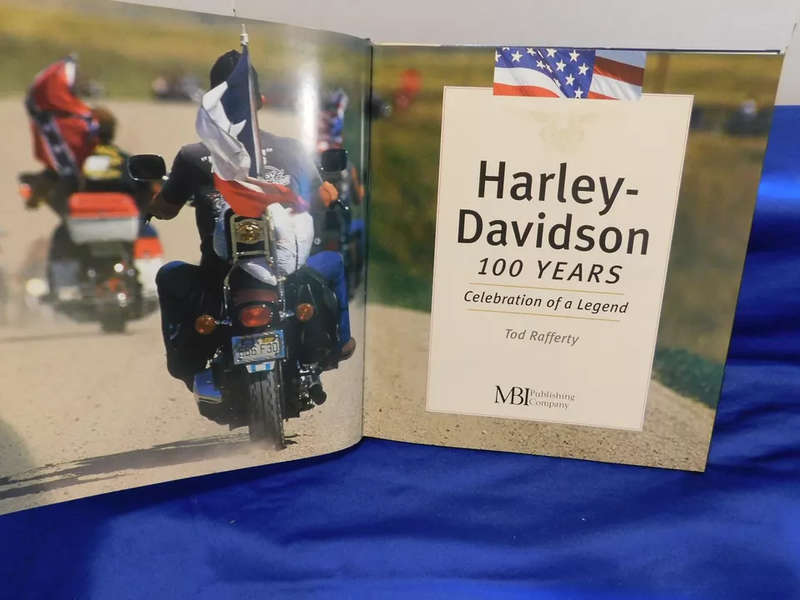 Harley-
Davidson
100 YEARS
Celebration of a Legend
Tod Rafferty
MBI Publishing
Company